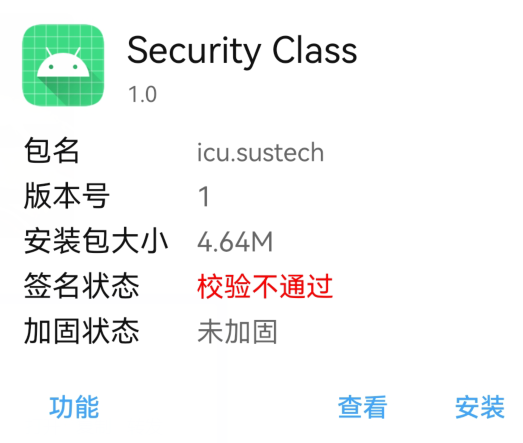 Security Class
1.0
包名 icu.sustech
版本号 1
安装包大小 4.64M
签名状态 校验不通过
加固状态 未加固
功能 查看 安装